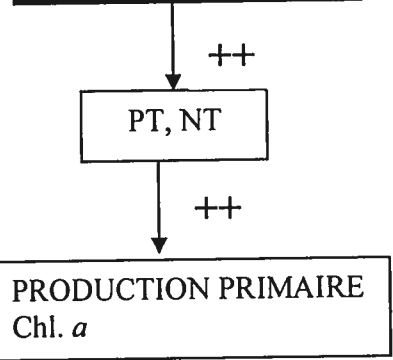 ++
PT, NT
++
PRODUCTION PRIMAIRE
Chl. a